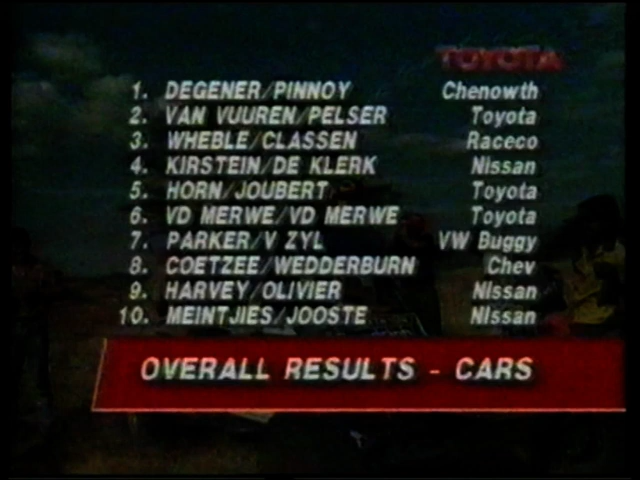 TOYOTA
1. DEGENER/PINNOY Chenowth
2. VAN VUUREN/PELSER Toyota
3. WHEBLE/CLASSEN Raceco
4. KIRSTEIN/DE KLERK Nissan
5. HORN/JOUBERT Toyota
6. VD MERWE/VD MERWE Toyota
7. PARKER/V ZYL VW Buggy
8. COETZEE/WEDDERBURN Chev
9. HARVEY/OLIVIER Nissan
10. MEINTJIES/JOOSTE Nissan
OVERALL RESULTS - CARS